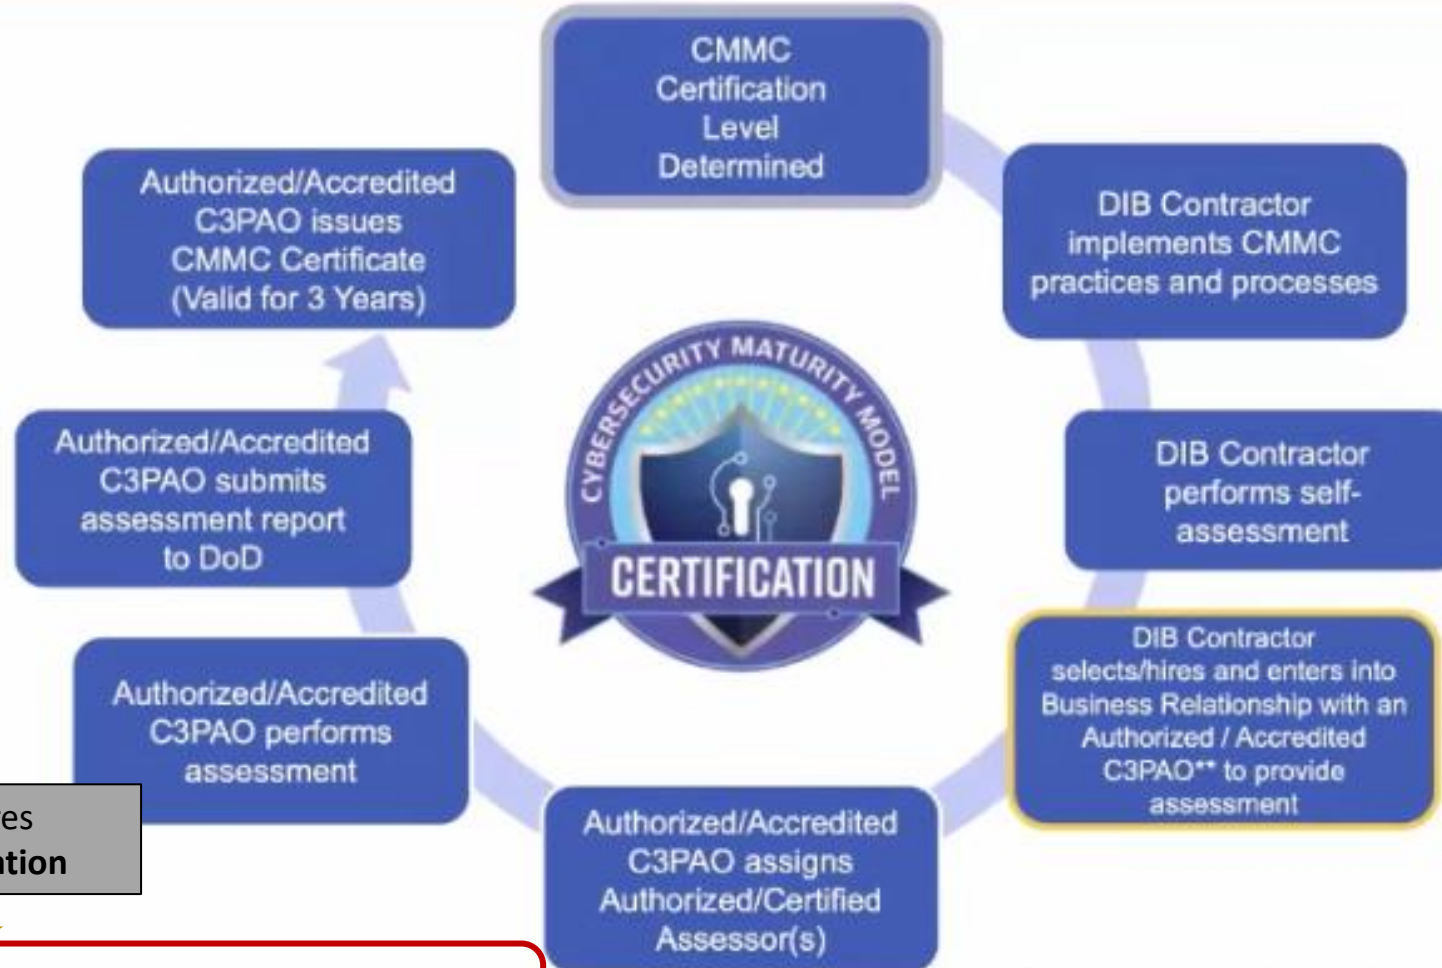 CMMC
Certification
Level
Determined
DIB Contractor
implements CMMC
practices and processes
DIB Contractor
performs self-
assessment
DIB Contractor
selects/hires and enters into
Business Relationship with an
Authorized / Accredited
C3PAO** to provide
assessment
Authorized/Accredited
C3PAO assigns
Authorized/Certified
Assessor(s)
Authorized/Accredited
C3PAO performs
assessment
Authorized/Accredited
C3PAO submits
assessment report
to DoD
Authorized/Accredited
C3PAO issues
CMMC Certificate
(Valid for 3 Years)
CYBERSECURITY MATURITY MODEL
CERTIFICATION